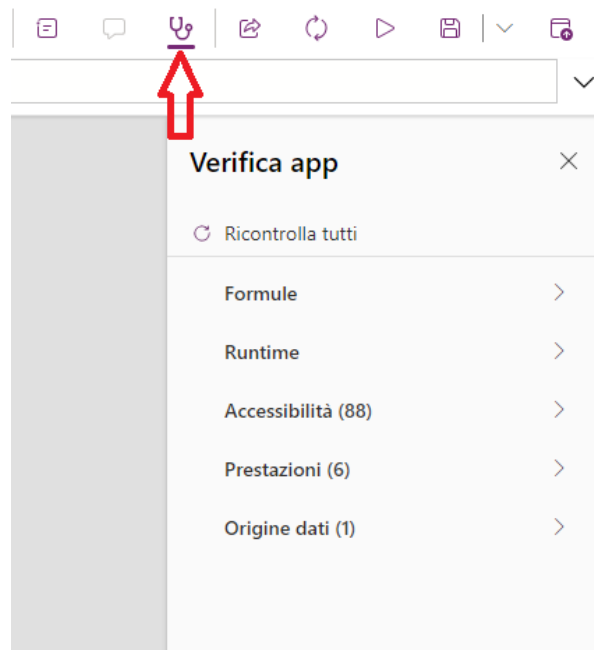 Verifica app
Ricontrolla tutti
Formule
Runtime
Accessibilità (88)
Prestazioni (6)
Origine dati (1)